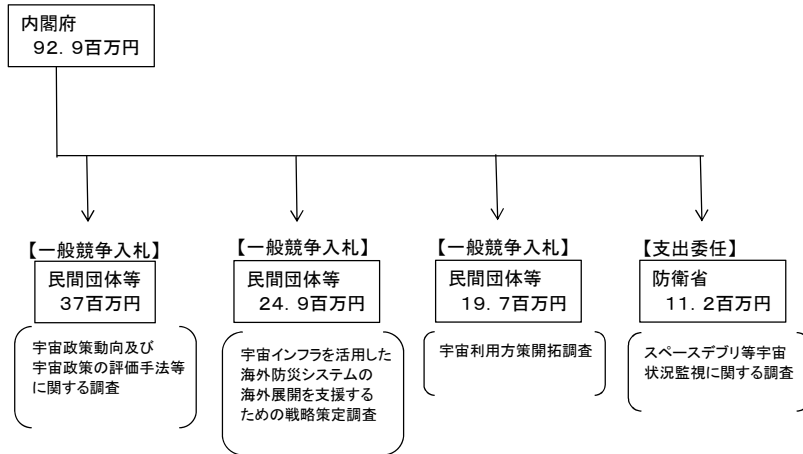 内閣府
92.9百万円
【一般競争入札】
民間団体等
37百万円
宇宙政策動向及び
宇宙政策の評価手法等
に関する調査
【一般競争入札】
民間団体等
24.9百万円
宇宙インフラを活用した
海外防災システムの
海外展開を支援する
ための戦略策定調査
【一般競争入札】
民間団体等
19.7百万円
宇宙利用方策開拓調査
【支出委任】
防衛省
11.2百万円
スペースデブリ等宇宙
状況監視に関する調査